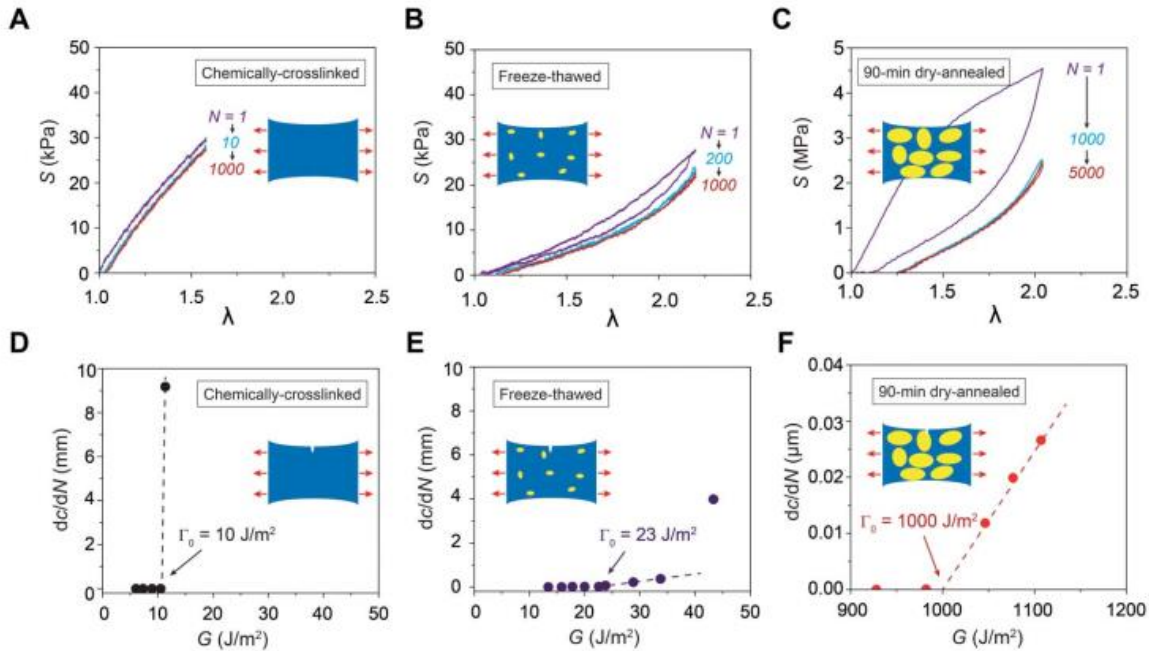 A
50
40
30
20
10
0
S (kPa)
Chemically-crosslinked
N = 1
10
1000
1.0
1.5
2.0
2.5
λ
B
50
40
30
20
10
0
S (kPa)
Freeze-thawed
N = 1
200
1000
1.0
1.5
2.0
2.5
λ
C
5
4
3
2
1
0
S (MPa)
90-min dry-annealed
N = 1
1000
5000
1.0
1.5
2.0
2.5
λ
D
10
8
6
4
2
0
dc/dN (mm)
Chemically-crosslinked
Γ₀ = 10 J/m²
0
10
20
30
40
50
G (J/m²)
E
10
8
6
4
2
0
dc/dN (mm)
Freeze-thawed
Γ₀ = 23 J/m²
0
10
20
30
40
50
G (J/m²)
F
0.04
0.03
0.02
0.01
0.00
dc/dN (μm)
90-min dry-annealed
Γ₀ = 1000 J/m²
900
1000
1100
1200
G (J/m²)